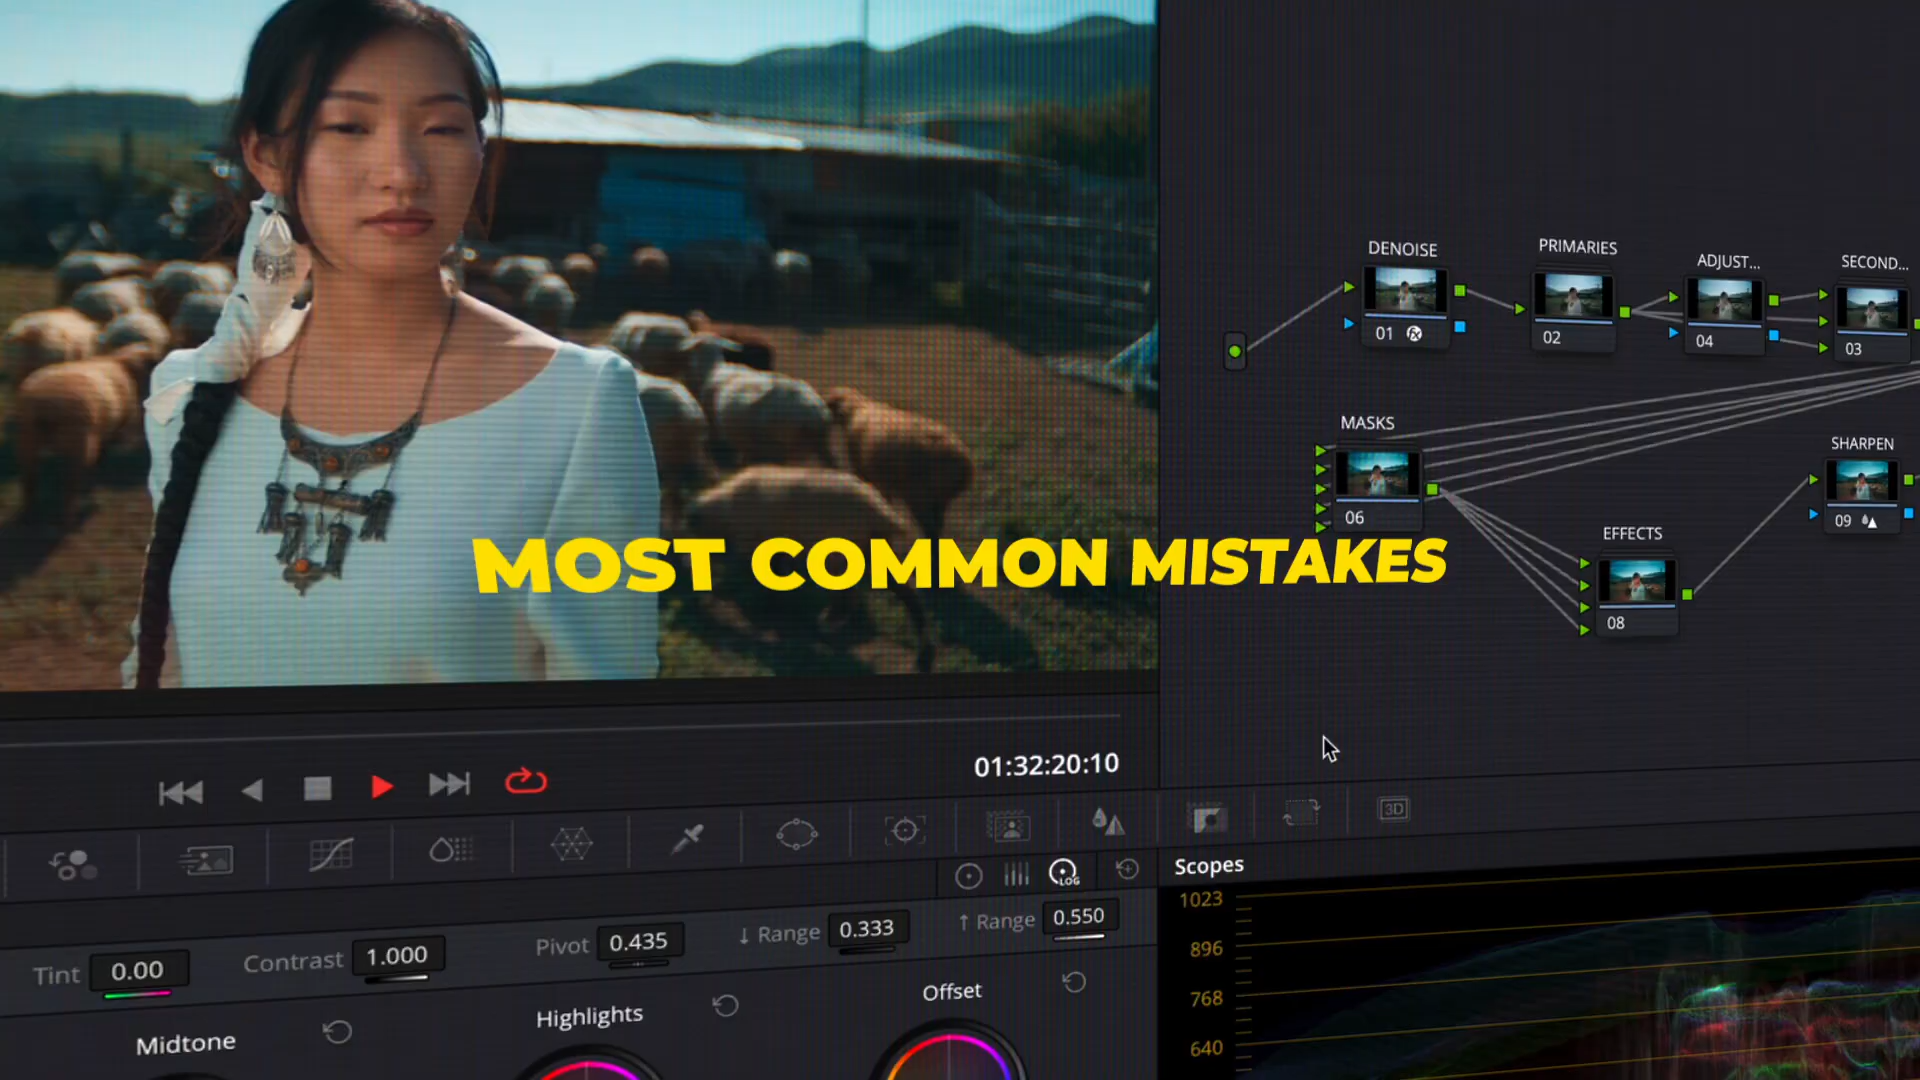 DENOISE
PRIMARIES
ADJUST...
SECOND...
01
02
04
03
MASKS
06
SHARPEN
09
EFFECTS
08
MOST COMMON MISTAKES
01:32:20:10
3D
LOG
Scopes
1023
896
768
640
Tint 0.00
Contrast 1.000
Pivot 0.435
↓ Range 0.333
↑ Range 0.550
Midtone
Highlights
Offset